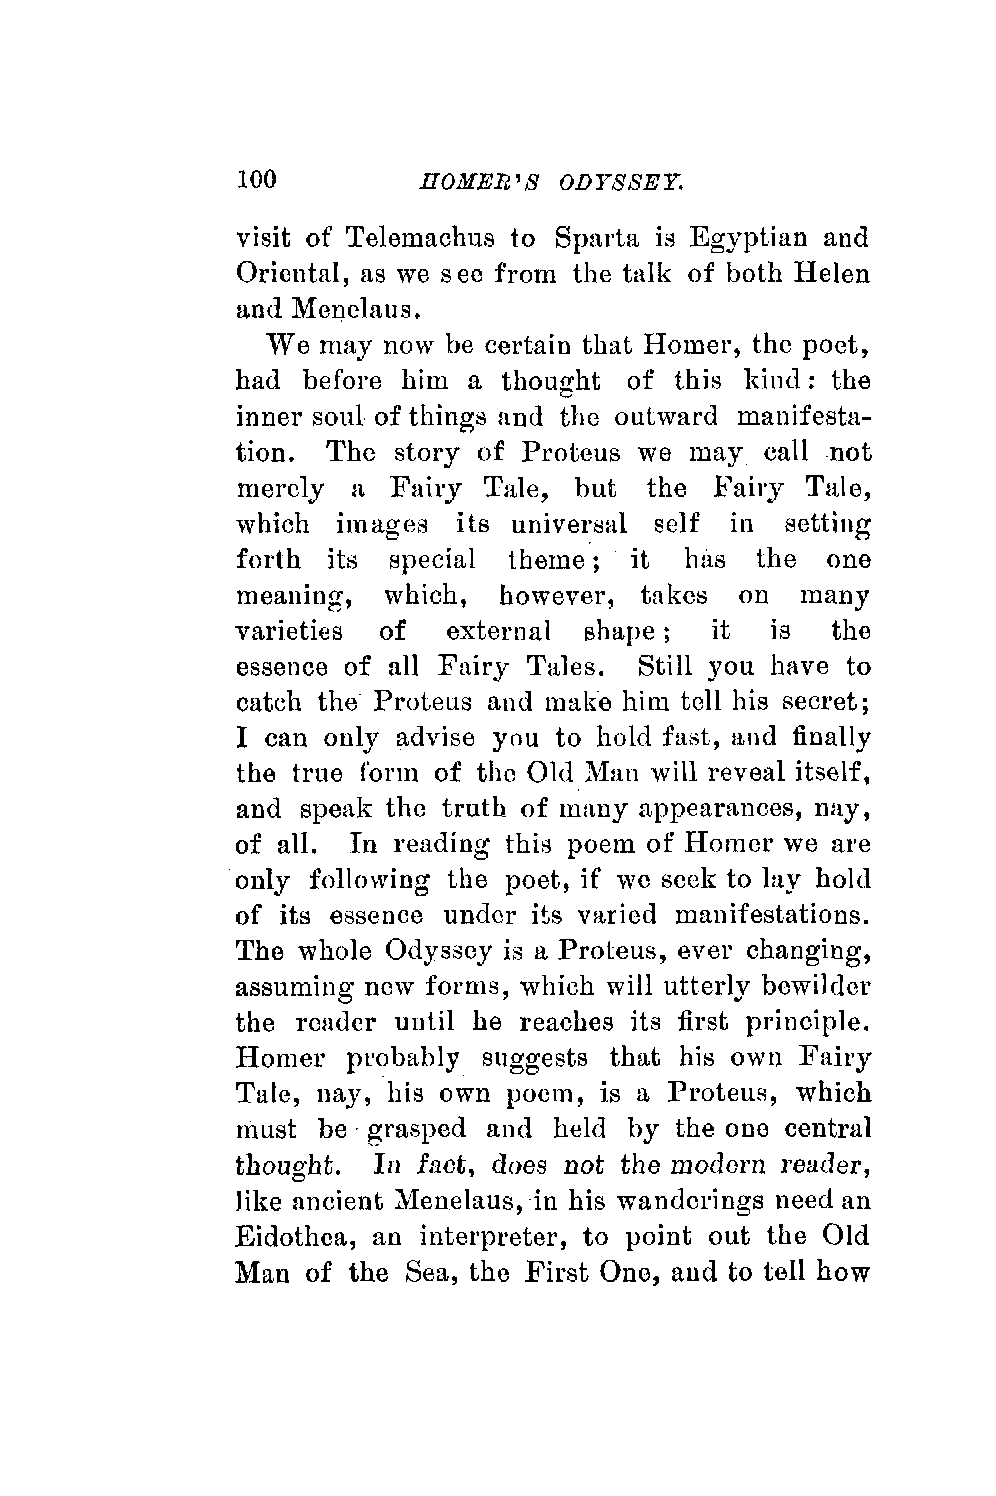 100 HOMER'S ODYSSEY.
visit of Telemachus to Sparta is Egyptian and
Oriental, as we see from the talk of both Helen
and Menelaus.
We may now be certain that Homer, the poet,
had before him a thought of this kind: the
inner soul of things and the outward manifesta-
tion. The story of Proteus we may call not
merely a Fairy Tale, but the Fairy Tale,
which images its universal self in setting
forth its special theme; it has the one
meaning, which, however, takes on many
varieties of external shape; it is the
essence of all Fairy Tales. Still you have to
catch the Proteus and make him tell his secret;
I can only advise you to hold fast, and finally
the true form of the Old Man will reveal itself,
and speak the truth of many appearances, nay,
of all. In reading this poem of Homer we are
only following the poet, if we seek to lay hold
of its essence under its varied manifestations.
The whole Odyssey is a Proteus, ever changing,
assuming new forms, which will utterly bewilder
the reader until he reaches its first principle.
Homer probably suggests that his own Fairy
Tale, nay, his own poem, is a Proteus, which
must be grasped and held by the one central
thought. In fact, does not the modern reader,
like ancient Menelaus, in his wanderings need an
Eidothea, an interpreter, to point out the Old
Man of the Sea, the First One, and to tell how